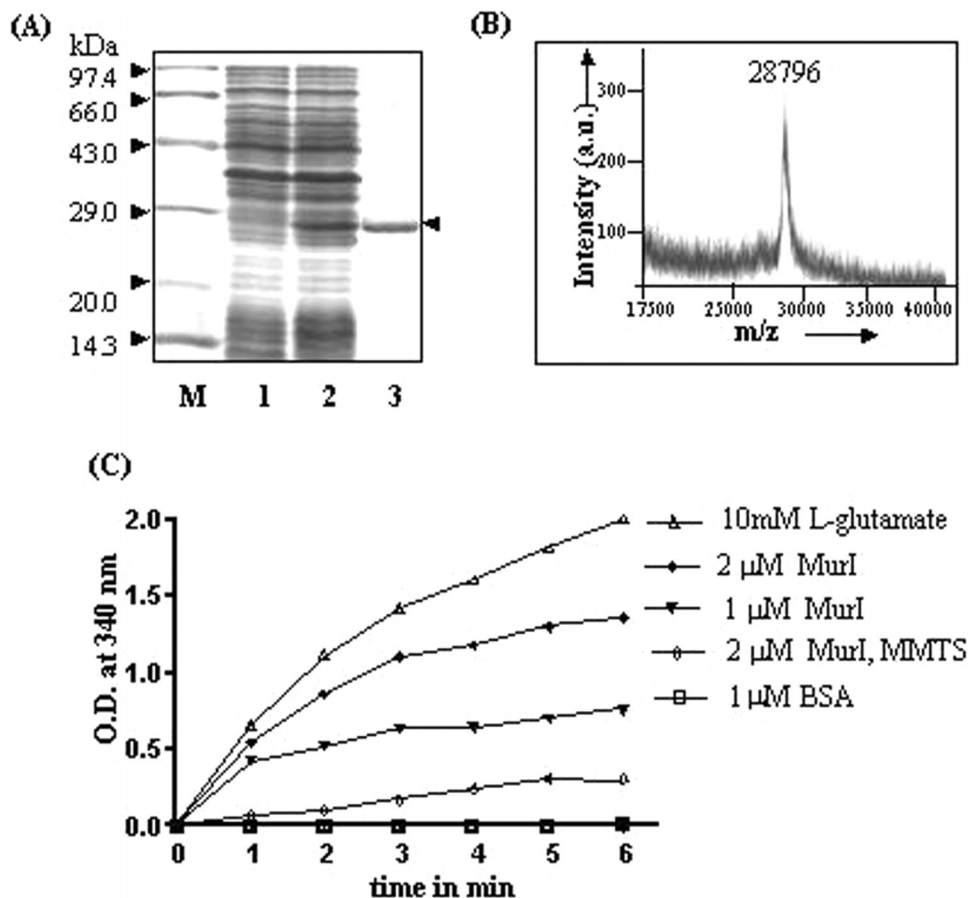 (A)
kDa
97.4
66.0
43.0
29.0
20.0
14.3
M 1 2 3
(B)
28796
Intensity (a.u.)
300
200
100
17500 25000 30000 35000 40000
m/z
(C)
O.D. at 340 nm
2.0
1.5
1.0
0.5
0.0
0 1 2 3 4 5 6
time in min
10mM L-glutamate
2 µM MurI
1 µM MurI
2 µM MurI, MMTS
1 µM BSA